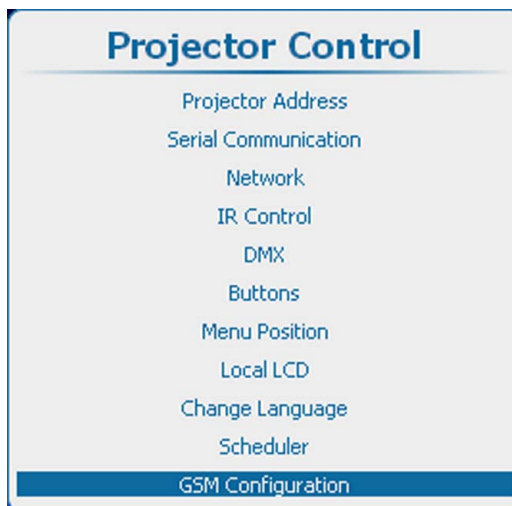 Projector Control
Projector Address
Serial Communication
Network
IR Control
DMX
Buttons
Menu Position
Local LCD
Change Language
Scheduler
GSM Configuration